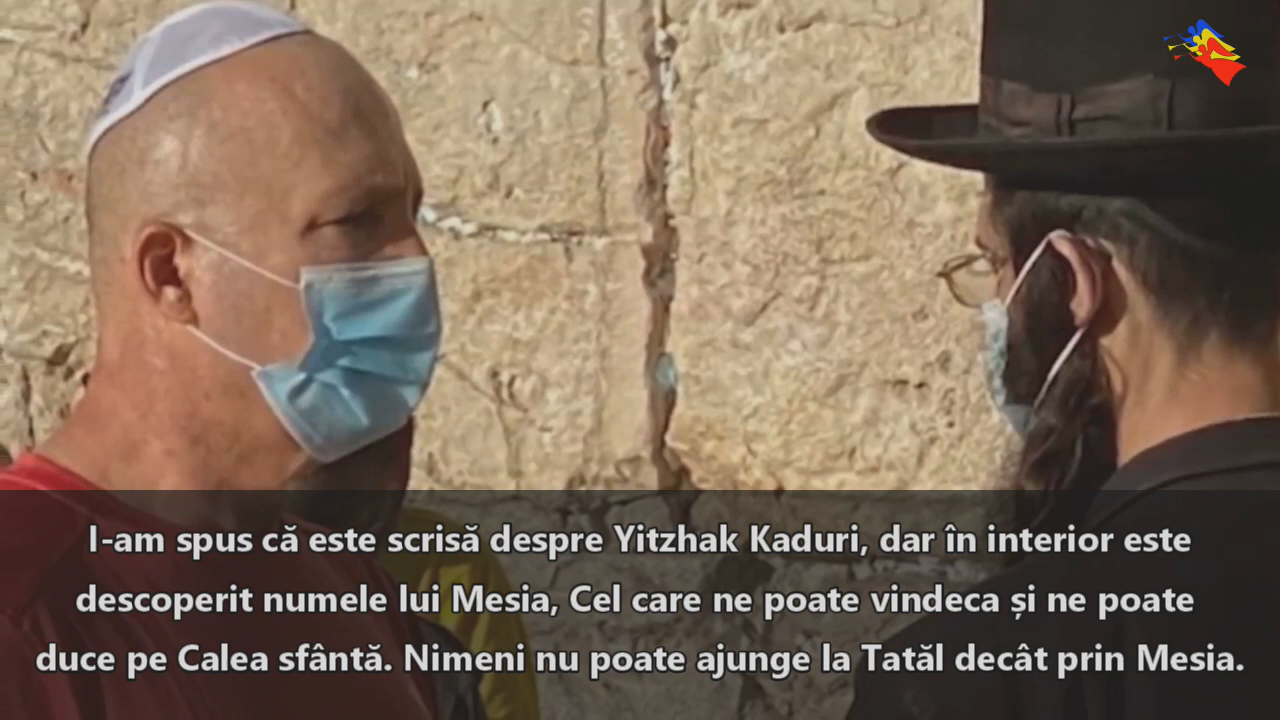 I-am spus că este scrisă despre Yitzhak Kaduri, dar în interior este
descoperit numele lui Mesia, Cel care ne poate vindeca și ne poate
duce pe Calea sfântă. Nimeni nu poate ajunge la Tatăl decât prin Mesia.